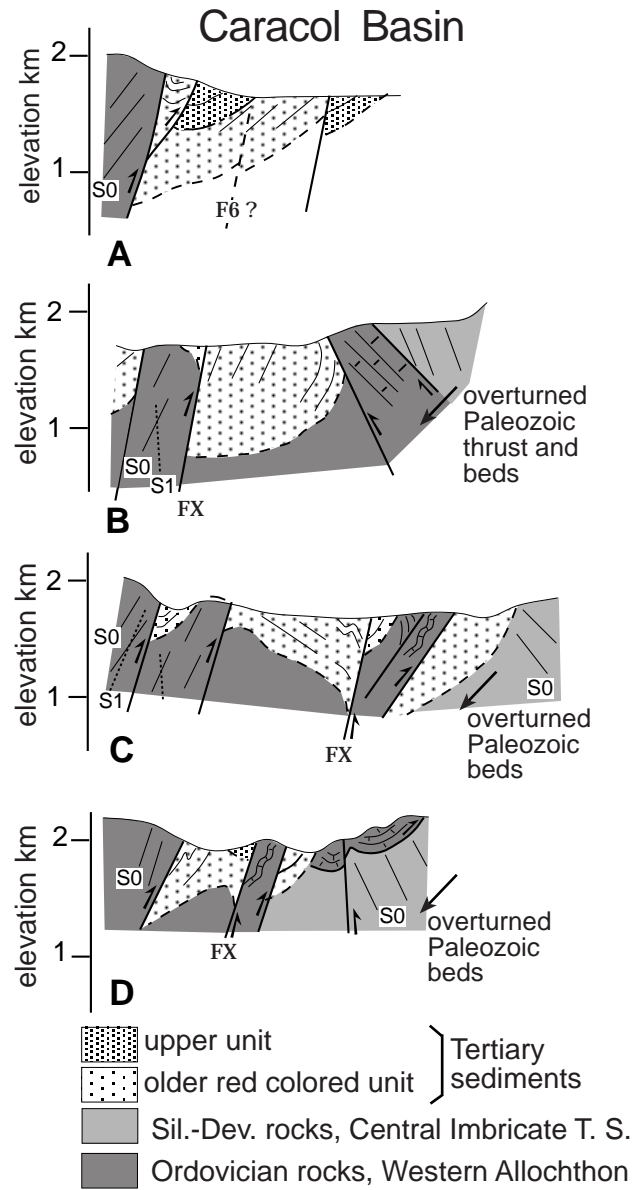 Caracol Basin
elevation km
2
1
S0
F6 ?
A
elevation km
2
1
S0
S1
FX
B
overturned
Paleozoic
thrust and
beds
elevation km
2
1
S0
S1
C
FX
S0
overturned
Paleozoic
beds
elevation km
2
1
S0
FX
D
S0
overturned
Paleozoic
beds
upper unit
older red colored unit
Tertiary
sediments
Sil.-Dev. rocks, Central Imbricate T. S.
Ordovician rocks, Western Allochthon